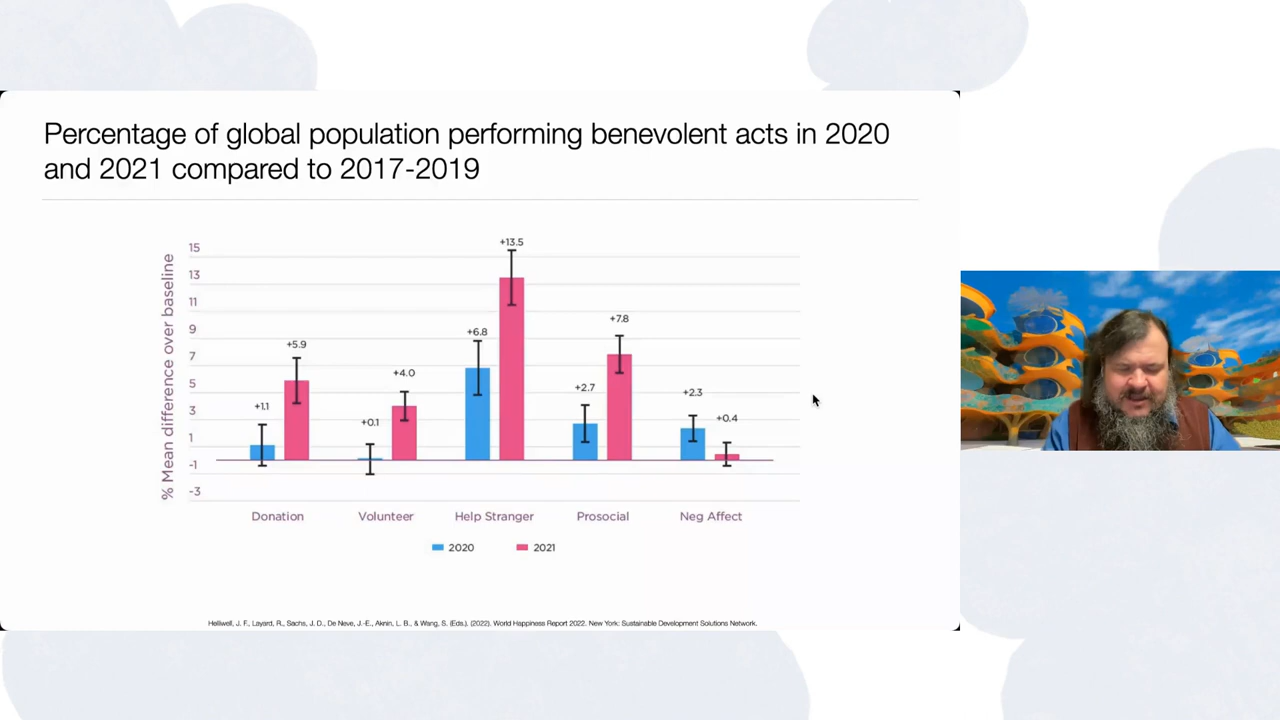 Percentage of global population performing benevolent acts in 2020
and 2021 compared to 2017-2019
% Mean difference over baseline
15
13
11
9
7
5
3
1
-1
-3
+1.1
+5.9
+0.1
+4.0
+6.8
+13.5
+2.7
+7.8
+2.3
+0.4
Donation
Volunteer
Help Stranger
Prosocial
Neg Affect
2020
2021
Helliwell, J. F., Layard, R., Sachs, J. D., De Neve, J.-E., Aknin, L. B., & Wang, S. (Eds.). (2022). World Happiness Report 2022. New York: Sustainable Development Solutions Network.